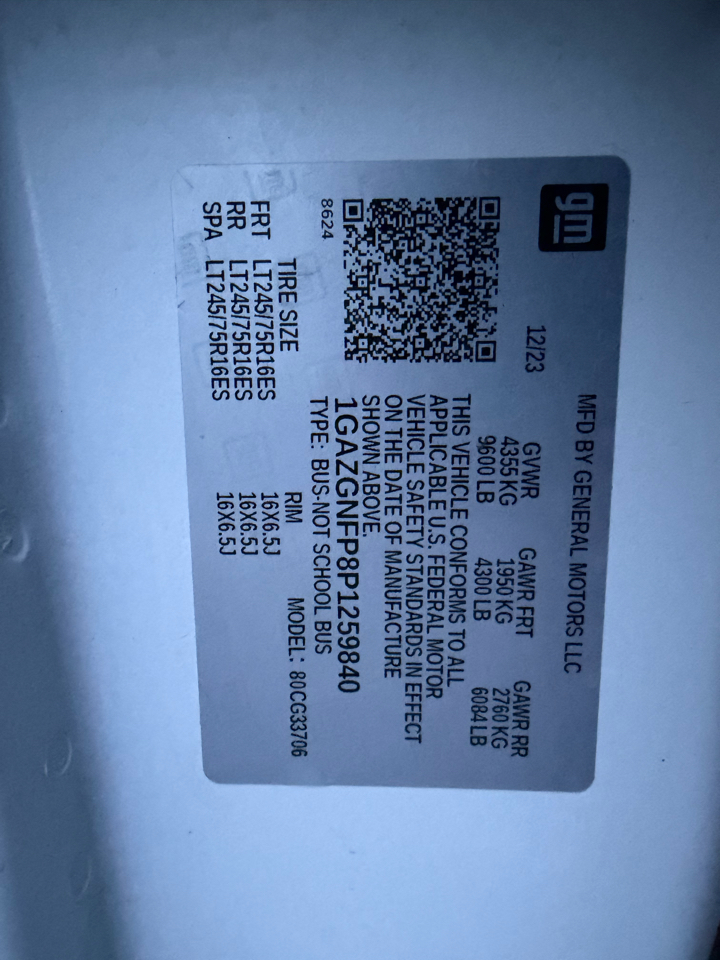 gm
MFD BY GENERAL MOTORS LLC
12/23
GVWR GAWR FRT GAWR RR
4355 KG 1950 KG 2760 KG
9600 LB 4300 LB 6084 LB
THIS VEHICLE CONFORMS TO ALL
APPLICABLE U.S. FEDERAL MOTOR
VEHICLE SAFETY STANDARDS IN EFFECT
ON THE DATE OF MANUFACTURE
SHOWN ABOVE.
1GAZGNFP8P1259840
8624
TYPE: BUS-NOT SCHOOL BUS
MODEL: 80CG33706
TIRE SIZE RIM
FRT LT245/75R16ES 16X6.5J
RR LT245/75R16ES 16X6.5J
SPA LT245/75R16ES 16X6.5J